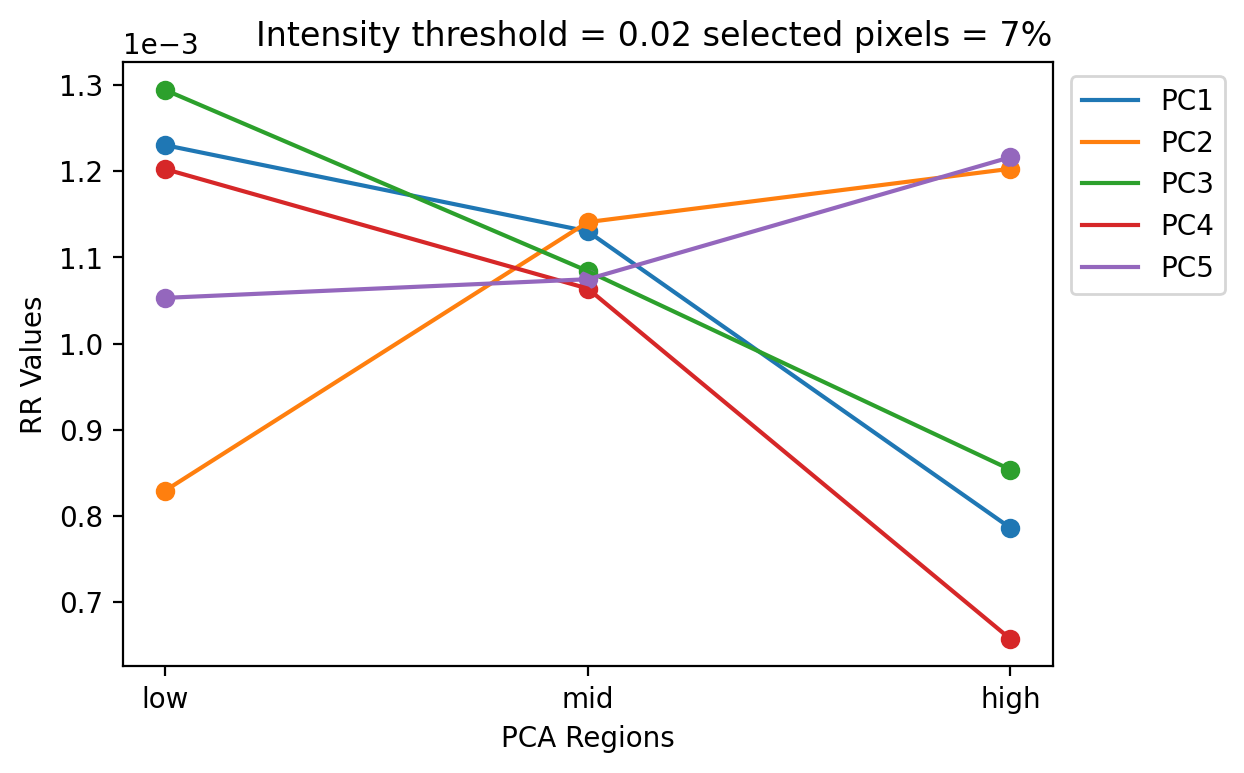 Intensity threshold = 0.02 selected pixels = 7%
1e−3
1.3
1.2
1.1
1.0
0.9
0.8
0.7
RR Values
low
mid
high
PCA Regions
PC1
PC2
PC3
PC4
PC5